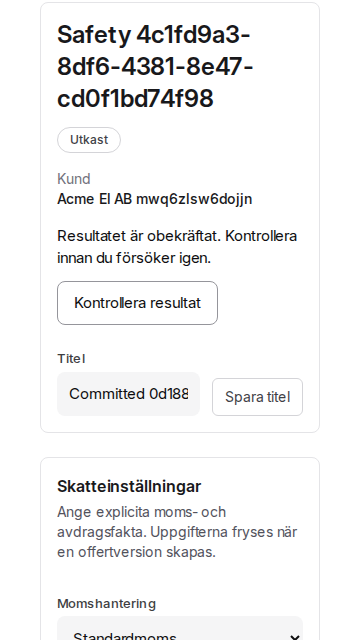 Safety 4c1fd9a3-
8df6-4381-8e47-
cd0f1bd74f98
Utkast
Kund
Acme El AB mwq6zlsw6dojjn
Resultatet är obekräftat. Kontrollera
innan du försöker igen.
Kontrollera resultat
Titel
Committed 0d188
Spara titel
Skatteinställningar
Ange explicita moms- och
avdragsfakta. Uppgifterna fryses när
en offertversion skapas.
Momshantering
Standardmoms